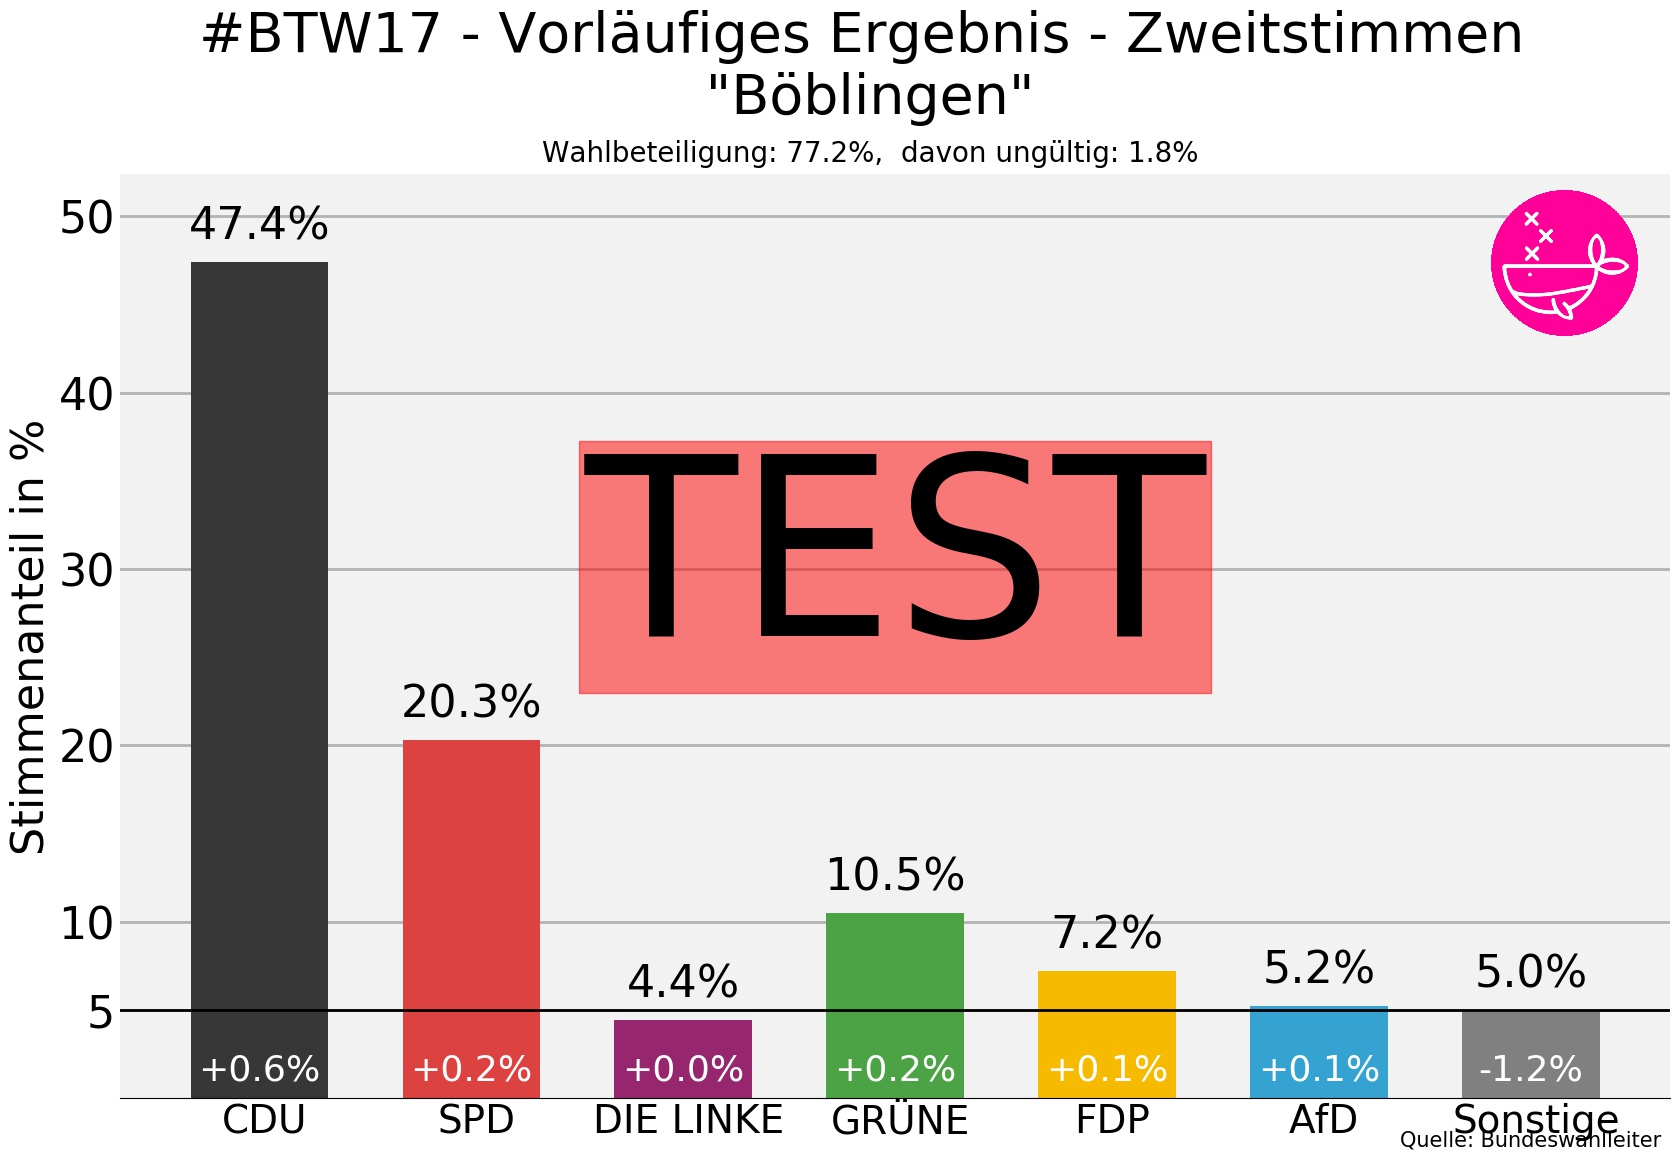 #BTW17 - Vorläufiges Ergebnis - Zweitstimmen
"Böblingen"
Wahlbeteiligung: 77.2%, davon ungültig: 1.8%
Stimmenanteil in %
50
40
30
20
10
5
47.4%
20.3%
4.4%
10.5%
7.2%
5.2%
5.0%
TEST
+0.6%
+0.2%
+0.0%
+0.2%
+0.1%
+0.1%
-1.2%
CDU
SPD
DIE LINKE
GRÜNE
FDP
AfD
Sonstige
Quelle: Bundeswahlleiter